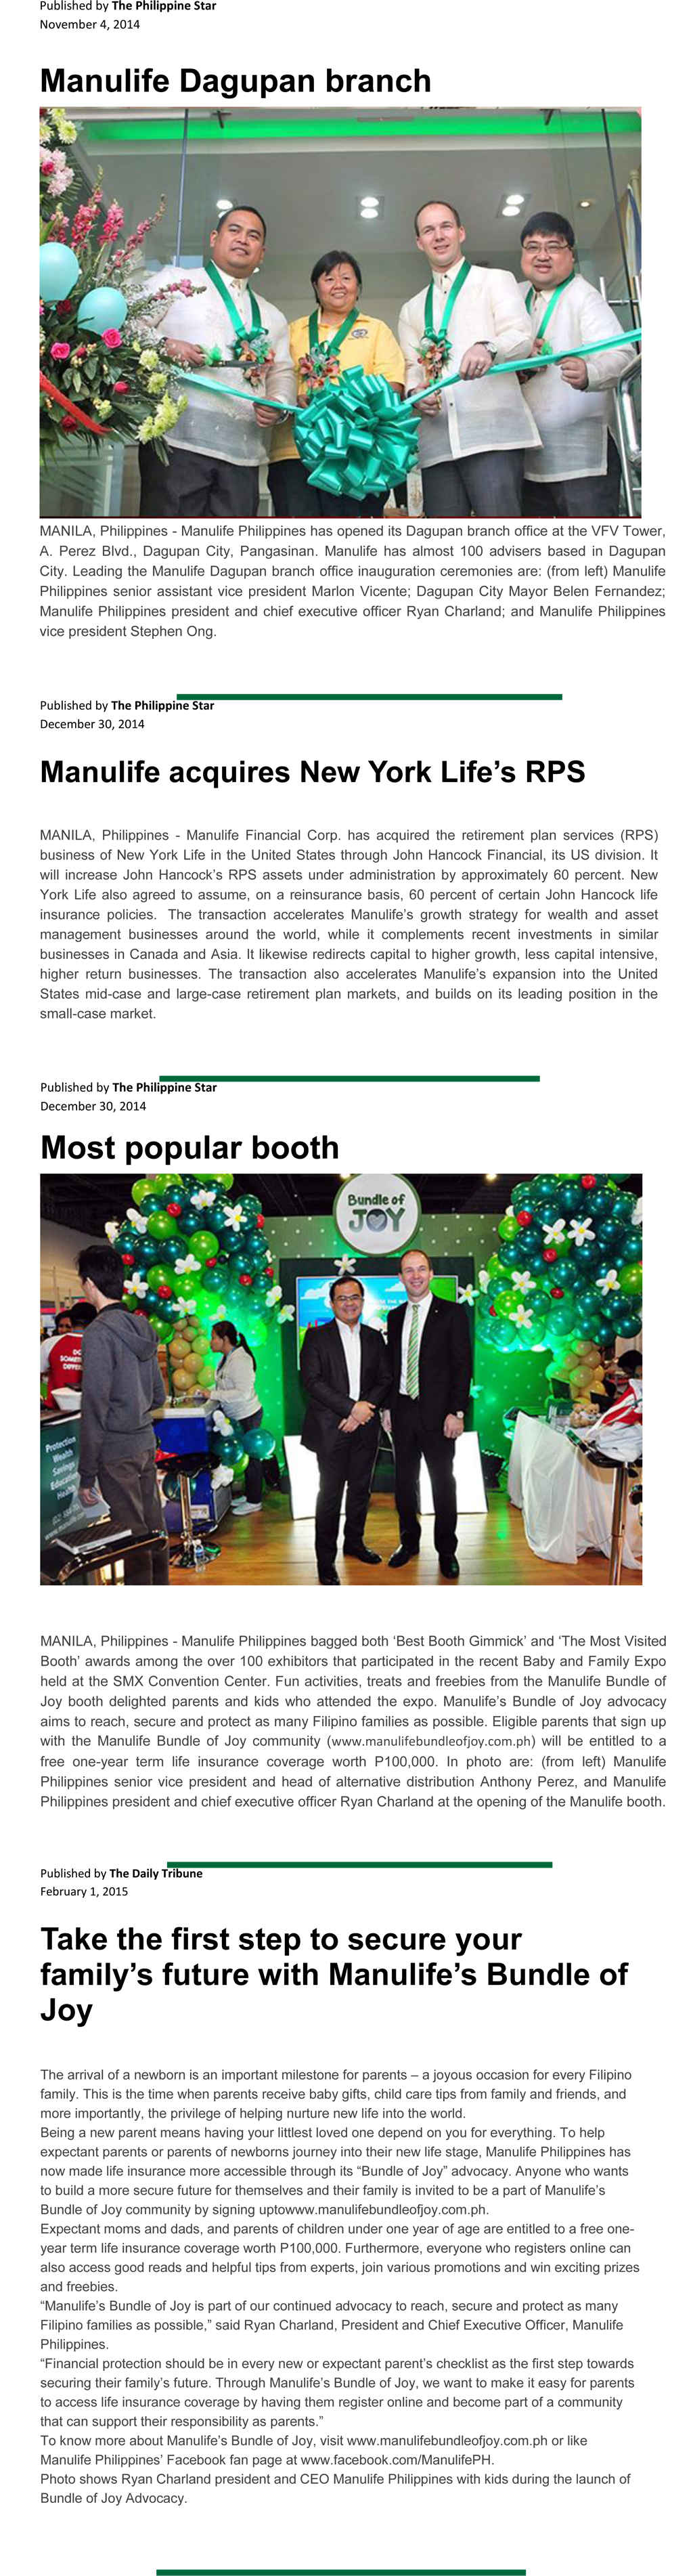 Published by The Philippine Star
November 4, 2014
Manulife Dagupan branch
MANILA, Philippines - Manulife Philippines has opened its Dagupan branch office at the VFV Tower,
A. Perez Blvd., Dagupan City, Pangasinan. Manulife has almost 100 advisers based in Dagupan
City. Leading the Manulife Dagupan branch office inauguration ceremonies are: (from left) Manulife
Philippines senior assistant vice president Marlon Vicente; Dagupan City Mayor Belen Fernandez;
Manulife Philippines president and chief executive officer Ryan Charland; and Manulife Philippines
vice president Stephen Ong.
Published by The Philippine Star
December 30, 2014
Manulife acquires New York Life’s RPS
MANILA, Philippines - Manulife Financial Corp. has acquired the retirement plan services (RPS)
business of New York Life in the United States through John Hancock Financial, its US division. It
will increase John Hancock’s RPS assets under administration by approximately 60 percent. New
York Life also agreed to assume, on a reinsurance basis, 60 percent of certain John Hancock life
insurance policies. The transaction accelerates Manulife’s growth strategy for wealth and asset
management businesses around the world, while it complements recent investments in similar
businesses in Canada and Asia. It likewise redirects capital to higher growth, less capital intensive,
higher return businesses. The transaction also accelerates Manulife’s expansion into the United
States mid-case and large-case retirement plan markets, and builds on its leading position in the
small-case market.
Published by The Philippine Star
December 30, 2014
Most popular booth
Bundle of
JOY
Protection
Wealth
Savings
Education
Health
MANILA, Philippines - Manulife Philippines bagged both ‘Best Booth Gimmick’ and ‘The Most Visited
Booth’ awards among the over 100 exhibitors that participated in the recent Baby and Family Expo
held at the SMX Convention Center. Fun activities, treats and freebies from the Manulife Bundle of
Joy booth delighted parents and kids who attended the expo. Manulife’s Bundle of Joy advocacy
aims to reach, secure and protect as many Filipino families as possible. Eligible parents that sign up
with the Manulife Bundle of Joy community (www.manulifebundleofjoy.com.ph) will be entitled to a
free one-year term life insurance coverage worth P100,000. In photo are: (from left) Manulife
Philippines senior vice president and head of alternative distribution Anthony Perez, and Manulife
Philippines president and chief executive officer Ryan Charland at the opening of the Manulife booth.
Published by The Daily Tribune
February 1, 2015
Take the first step to secure your
family’s future with Manulife’s Bundle of
Joy
The arrival of a newborn is an important milestone for parents – a joyous occasion for every Filipino
family. This is the time when parents receive baby gifts, child care tips from family and friends, and
more importantly, the privilege of helping nurture new life into the world.
Being a new parent means having your littlest loved one depend on you for everything. To help
expectant parents or parents of newborns journey into their new life stage, Manulife Philippines has
now made life insurance more accessible through its “Bundle of Joy” advocacy. Anyone who wants
to build a more secure future for themselves and their family is invited to be a part of Manulife’s
Bundle of Joy community by signing uptowww.manulifebundleofjoy.com.ph.
Expectant moms and dads, and parents of children under one year of age are entitled to a free one-
year term life insurance coverage worth P100,000. Furthermore, everyone who registers online can
also access good reads and helpful tips from experts, join various promotions and win exciting prizes
and freebies.
“Manulife’s Bundle of Joy is part of our continued advocacy to reach, secure and protect as many
Filipino families as possible,” said Ryan Charland, President and Chief Executive Officer, Manulife
Philippines.
“Financial protection should be in every new or expectant parent’s checklist as the first step towards
securing their family’s future. Through Manulife’s Bundle of Joy, we want to make it easy for parents
to access life insurance coverage by having them register online and become part of a community
that can support their responsibility as parents.”
To know more about Manulife’s Bundle of Joy, visit www.manulifebundleofjoy.com.ph or like
Manulife Philippines’ Facebook fan page at www.facebook.com/ManulifePH.
Photo shows Ryan Charland president and CEO Manulife Philippines with kids during the launch of
Bundle of Joy Advocacy.